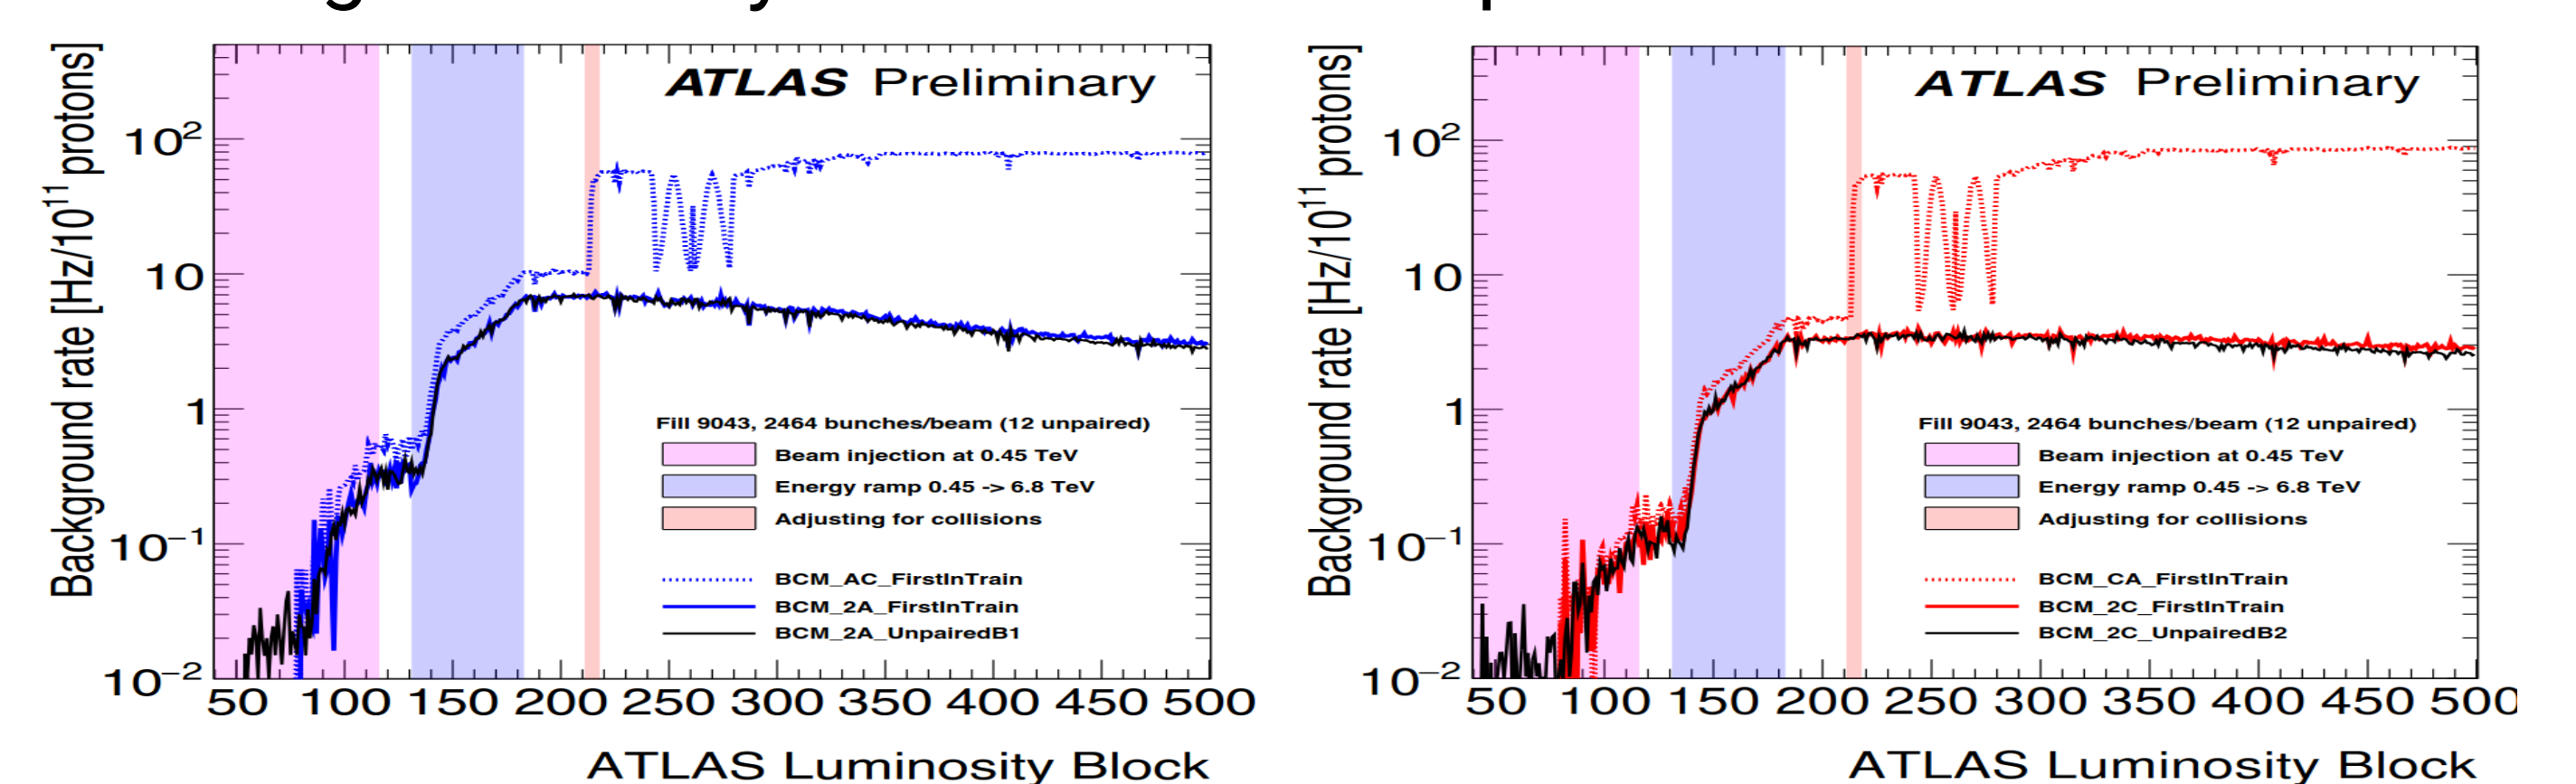 Background rate [Hz/10¹¹ protons]
10²
10
1
10⁻¹
10⁻²
ATLAS Preliminary
Fill 9043, 2464 bunches/beam (12 unpaired)
Beam injection at 0.45 TeV
Energy ramp 0.45 -> 6.8 TeV
Adjusting for collisions
BCM_AC_FirstInTrain
BCM_2A_FirstInTrain
BCM_2A_UnpairedB1
50 100 150 200 250 300 350 400 450 500
ATLAS Luminosity Block
Background rate [Hz/10¹¹ protons]
10²
10
1
10⁻¹
10⁻²
ATLAS Preliminary
Fill 9043, 2464 bunches/beam (12 unpaired)
Beam injection at 0.45 TeV
Energy ramp 0.45 -> 6.8 TeV
Adjusting for collisions
BCM_CA_FirstInTrain
BCM_2C_FirstInTrain
BCM_2C_UnpairedB2
50 100 150 200 250 300 350 400 450 500
ATLAS Luminosity Block